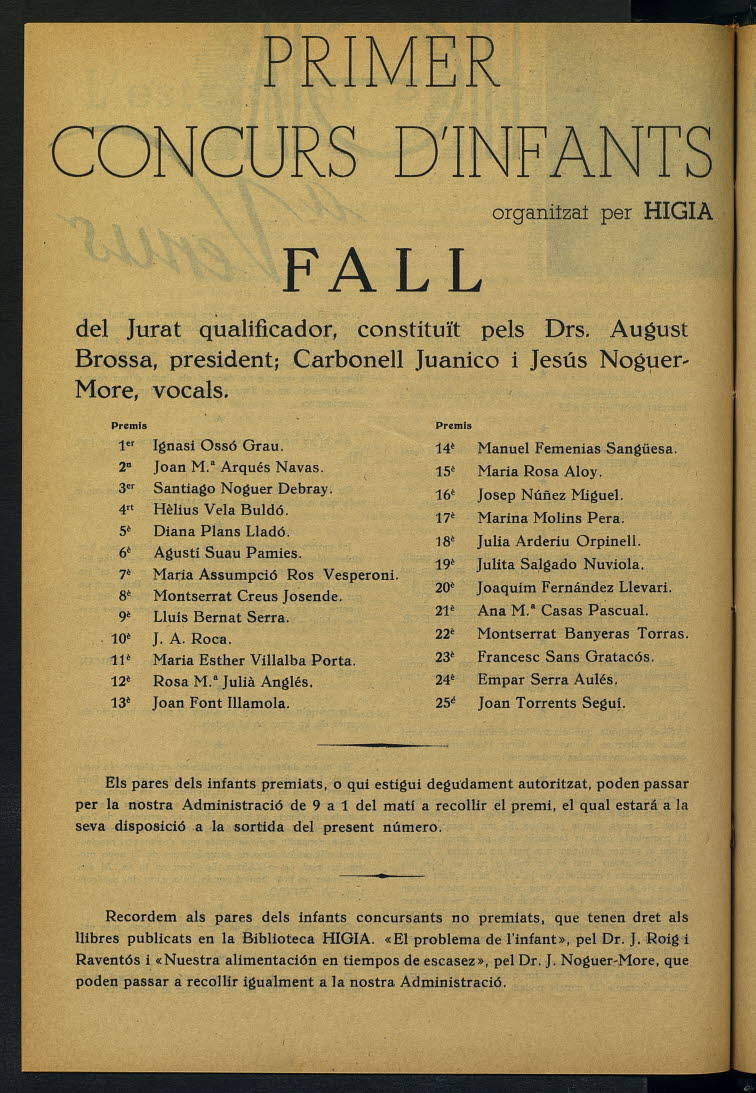 PRIMER
CONCURS D'INFANTS
organitzat per HIGIA
FALL
del Jurat qualificador, constituït pels Drs. August
Brossa, president; Carbonell Juanico i Jesús Noguer-
More, vocals.
Premis
1er Ignasi Ossó Grau.
2n Joan M.ª Arqués Navas.
3er Santiago Noguer Debray.
4rt Hèlius Vela Buldó.
5è Diana Plans Lladó.
6è Agustí Suau Pamies.
7è Maria Assumpció Ros Vesperoni.
8è Montserrat Creus Josende.
9è Lluís Bernat Serra.
10è J. A. Roca.
11è Maria Esther Villalba Porta.
12è Rosa M.ª Julià Anglés.
13è Joan Font Illamola.
Premis
14è Manuel Femenias Sangüesa.
15è Maria Rosa Aloy.
16è Josep Núñez Miguel.
17è Marina Molins Pera.
18è Julia Arderiu Orpinell.
19è Julita Salgado Nuviola.
20è Joaquim Fernández Llevari.
21è Ana M.ª Casas Pascual.
22è Montserrat Banyeras Torras.
23è Francesc Sans Gratacós.
24è Empar Serra Aulés.
25é Joan Torrents Seguí.
Els pares dels infants premiats, o qui estigui degudament autoritzat, poden passar
per la nostra Administració de 9 a 1 del matí a recollir el premi, el qual estará a la
seva disposició a la sortida del present número.
Recordem als pares dels infants concursants no premiats, que tenen dret als
llibres publicats en la Biblioteca HIGIA. «El problema de l'infant», pel Dr. J. Roig i
Raventós i «Nuestra alimentación en tiempos de escasez», pel Dr. J. Noguer-More, que
poden passar a recollir igualment a la nostra Administració.